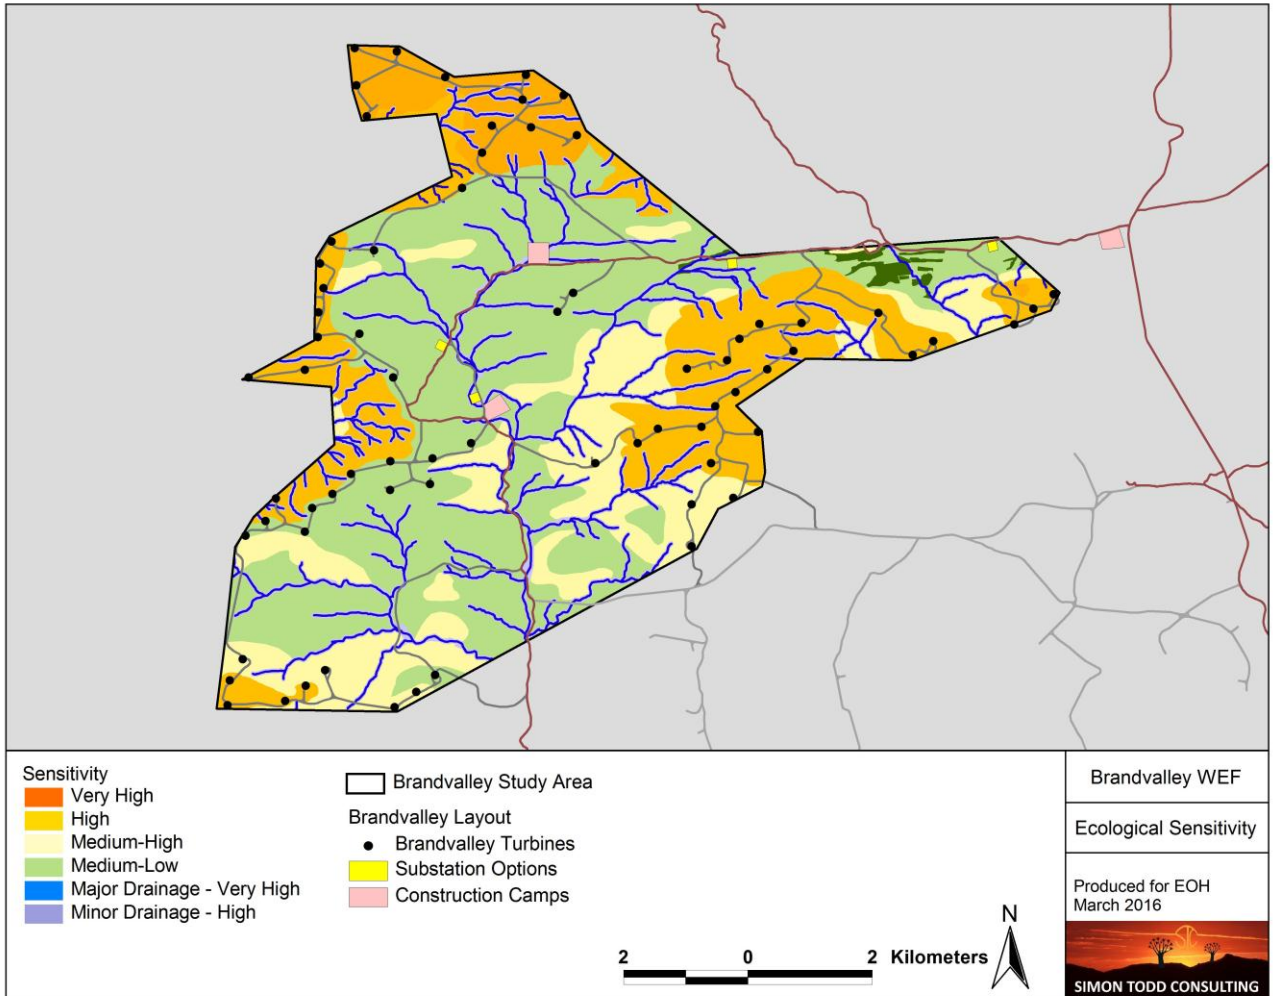 Sensitivity
Very High
High
Medium-High
Medium-Low
Major Drainage - Very High
Minor Drainage - High
Brandvalley Study Area
Brandvalley Layout
Brandvalley Turbines
Substation Options
Construction Camps
2 0 2 Kilometers
N
Brandvalley WEF
Ecological Sensitivity
Produced for EOH
March 2016
SIMON TODD CONSULTING